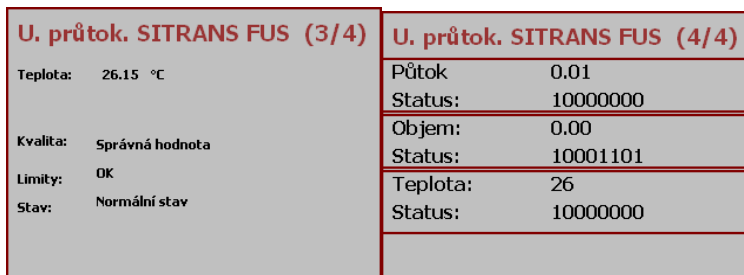 U. průtok. SITRANS FUS (3/4)
Teplota: 26.15 °C
Kvalita: Správná hodnota
Limity: OK
Stav: Normální stav
U. průtok. SITRANS FUS (4/4)
Půtok 0.01
Status: 10000000
Objem: 0.00
Status: 10001101
Teplota: 26
Status: 10000000